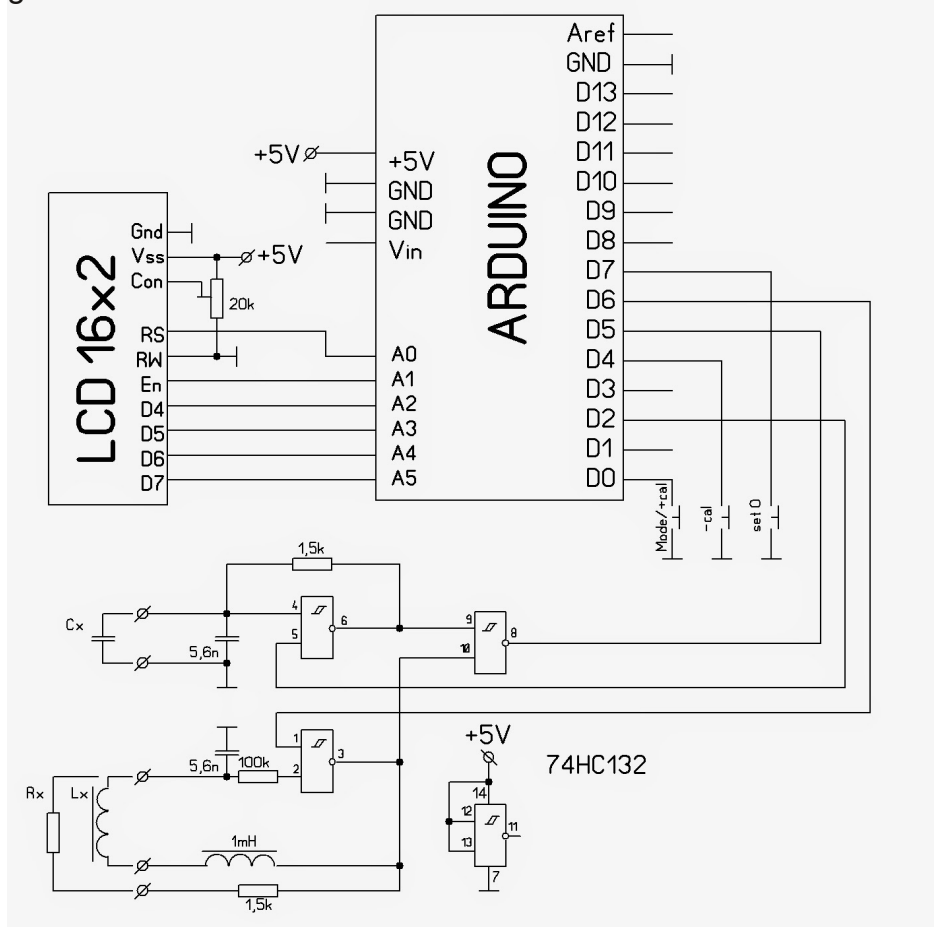 Aref
GND
D13
D12
D11
D10
D9
D8
D7
D6
D5
D4
D3
D2
D1
D0
ARDUINO
+5V
+5V
GND
GND
Vin
A0
A1
A2
A3
A4
A5
LCD 16x2
Gnd
Vss
Con
RS
RW
En
D4
D5
D6
D7
+5V
20k
Mode/+cal
-cal
set0
1,5k
Cx
5,6n
4
5
6
9
10
8
5,6n
100k
1
2
3
Rx
Lx
1mH
1,5k
+5V
74HC132
14
12
13
11
7